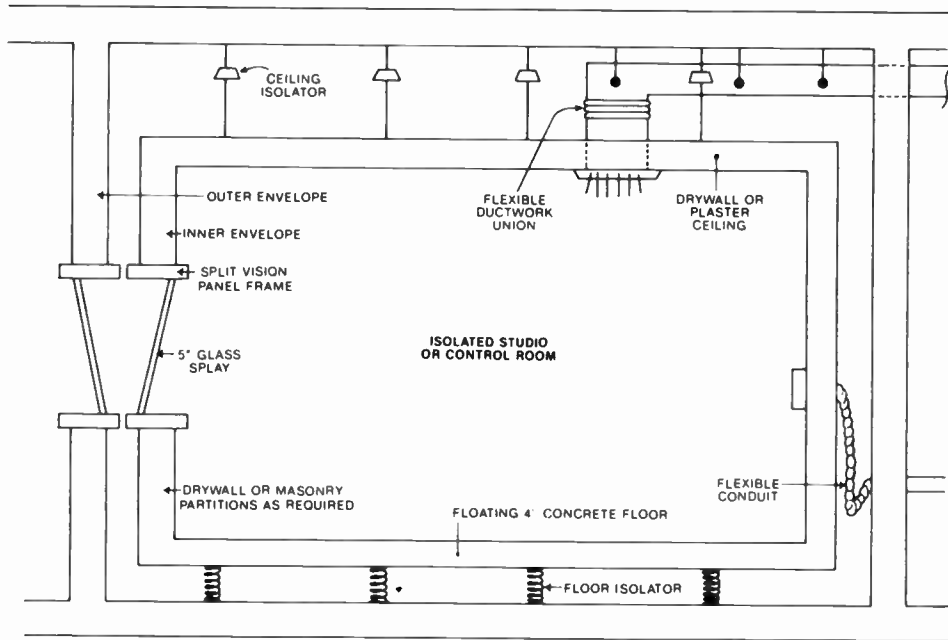 CEILING
ISOLATOR
OUTER ENVELOPE
INNER ENVELOPE
FLEXIBLE
DUCTWORK
UNION
DRYWALL OR
PLASTER
CEILING
SPLIT VISION
PANEL FRAME
5° GLASS
SPLAY
ISOLATED STUDIO
OR CONTROL ROOM
DRYWALL OR MASONRY
PARTITIONS AS REQUIRED
FLEXIBLE
CONDUIT
FLOATING 4" CONCRETE FLOOR
FLOOR ISOLATOR